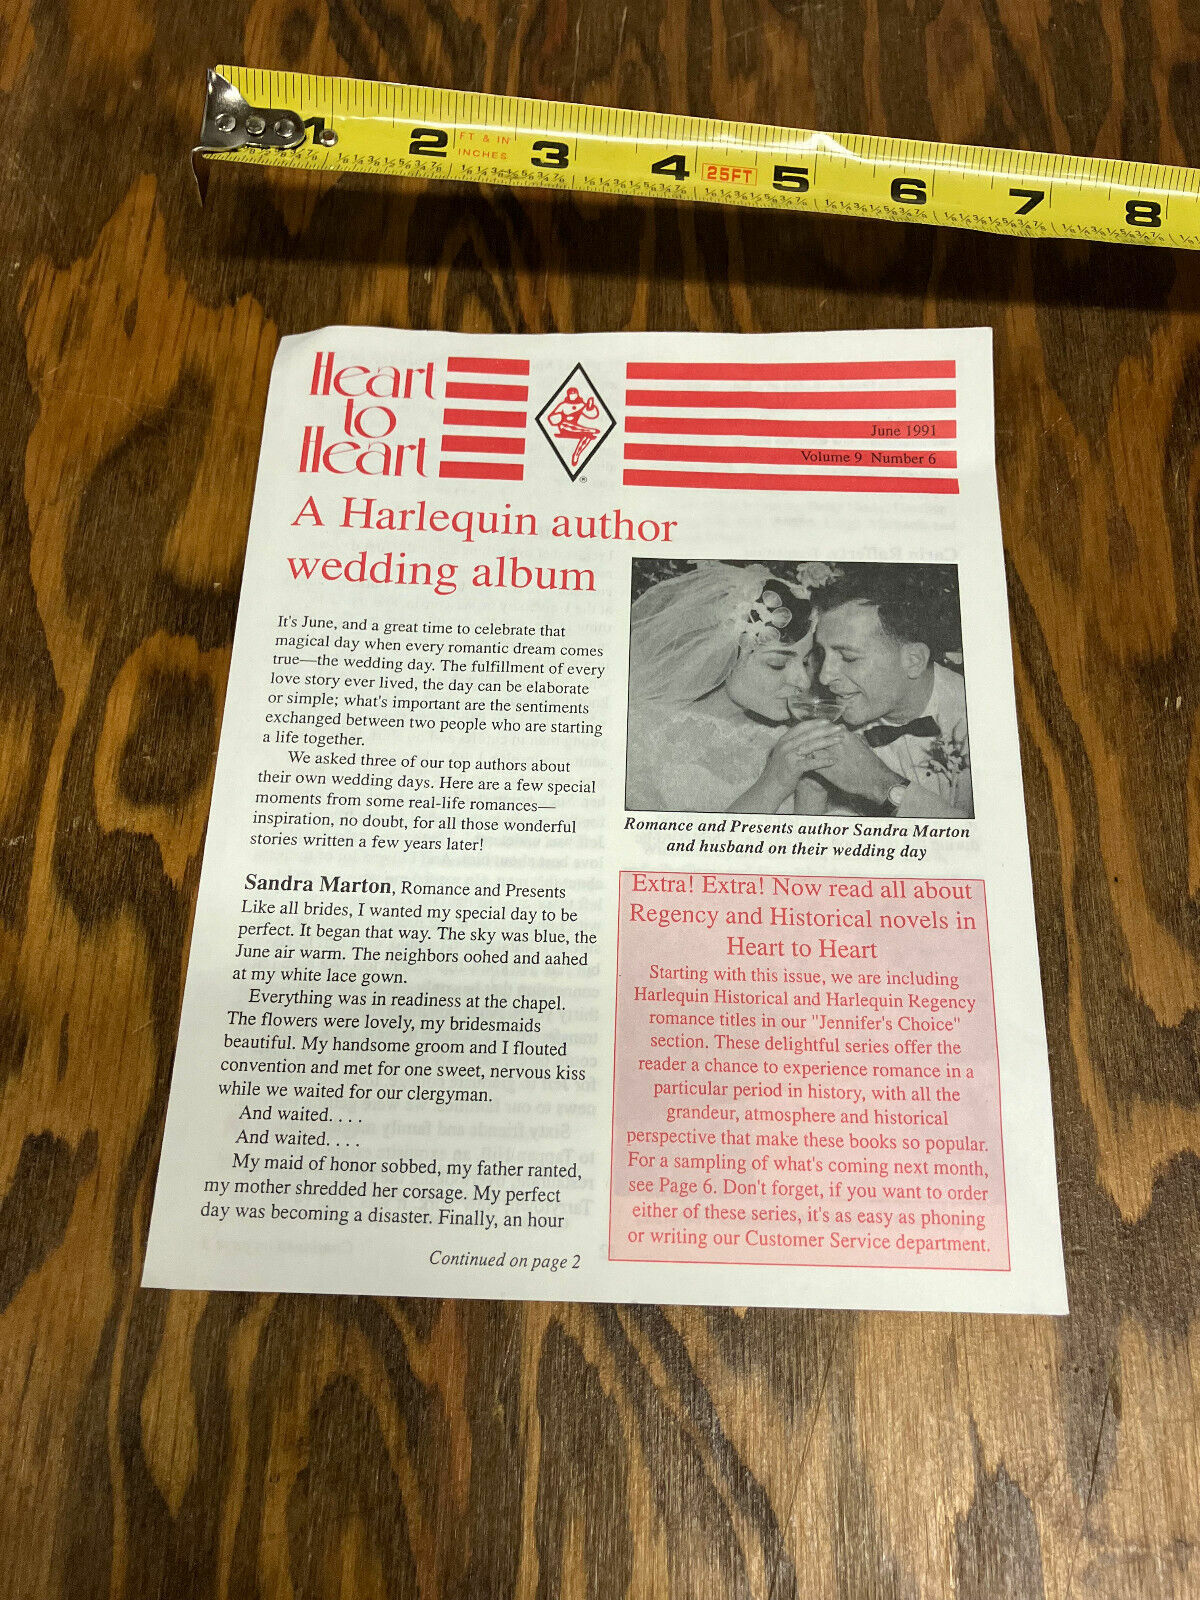 1 2 FT & IN
INCHES 3 4 25FT 5 6 7 8
Heart
to
Heart
®
June 1991
Volume 9 Number 6
A Harlequin author
wedding album
It's June, and a great time to celebrate that
magical day when every romantic dream comes
true—the wedding day. The fulfillment of every
love story ever lived, the day can be elaborate
or simple; what's important are the sentiments
exchanged between two people who are starting
a life together.
We asked three of our top authors about
their own wedding days. Here are a few special
moments from some real-life romances—
inspiration, no doubt, for all those wonderful
stories written a few years later!
Sandra Marton, Romance and Presents
Like all brides, I wanted my special day to be
perfect. It began that way. The sky was blue, the
June air warm. The neighbors oohed and aahed
at my white lace gown.
Everything was in readiness at the chapel.
The flowers were lovely, my bridesmaids
beautiful. My handsome groom and I flouted
convention and met for one sweet, nervous kiss
while we waited for our clergyman.
And waited. . . .
And waited. . . .
My maid of honor sobbed, my father ranted,
my mother shredded her corsage. My perfect
day was becoming a disaster. Finally, an hour
Continued on page 2
Romance and Presents author Sandra Marton
and husband on their wedding day
Extra! Extra! Now read all about
Regency and Historical novels in
Heart to Heart
Starting with this issue, we are including
Harlequin Historical and Harlequin Regency
romance titles in our "Jennifer's Choice"
section. These delightful series offer the
reader a chance to experience romance in a
particular period in history, with all the
grandeur, atmosphere and historical
perspective that make these books so popular.
For a sampling of what's coming next month,
see Page 6. Don't forget, if you want to order
either of these series, it's as easy as phoning
or writing our Customer Service department.